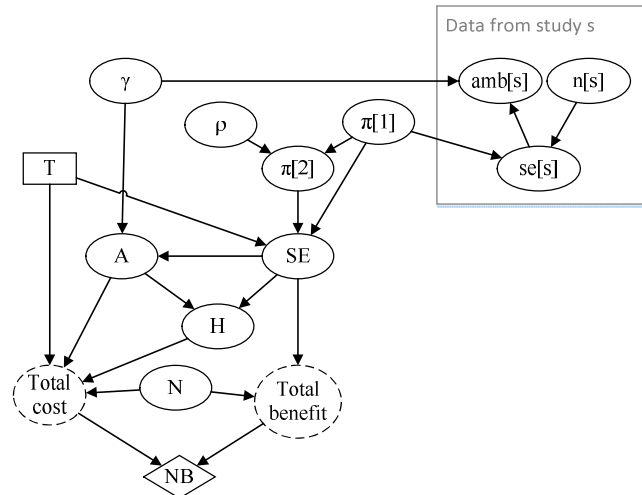 Data from study s
γ
amb[s]
n[s]
ρ
π[1]
T
π[2]
se[s]
A
SE
H
Total
cost
N
Total
benefit
NB